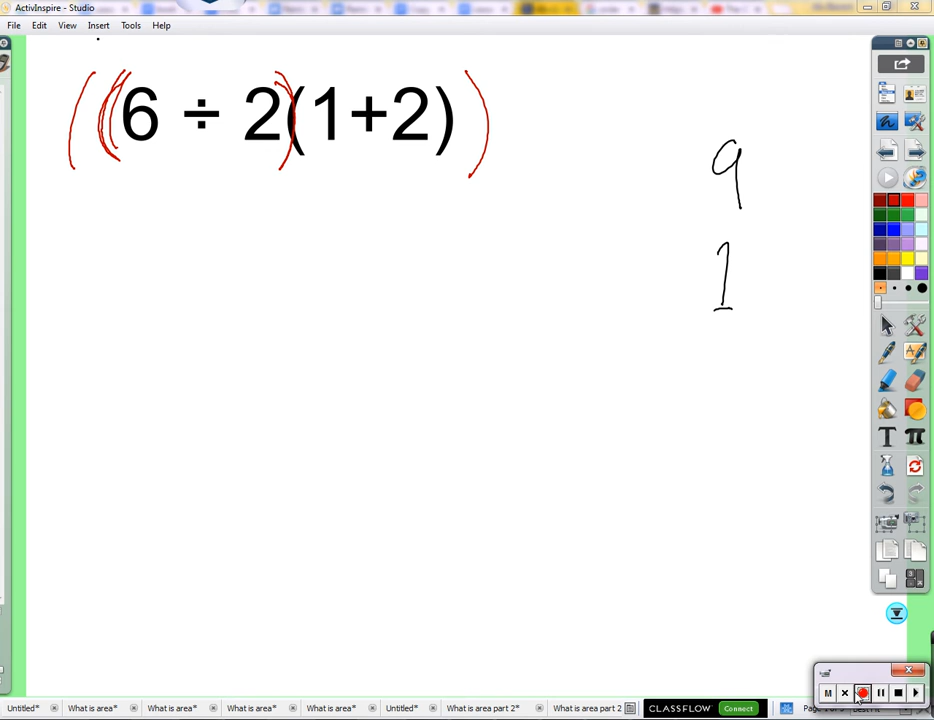 ActivInspire - Studio
File Edit View Insert Tools Help
(((6 ÷ 2)(1+2))
9
1
M
Untitled* What is area* What is area* What is area* What is area* Untitled* What is area part 2* What is area part 2 CLASSFLOW Connect